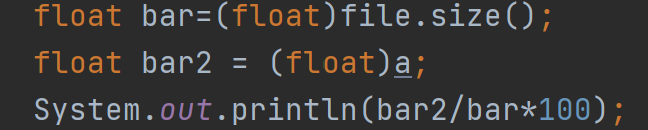 float bar=(float)file.size();
float bar2 = (float)a;
System.out.println(bar2/bar*100);